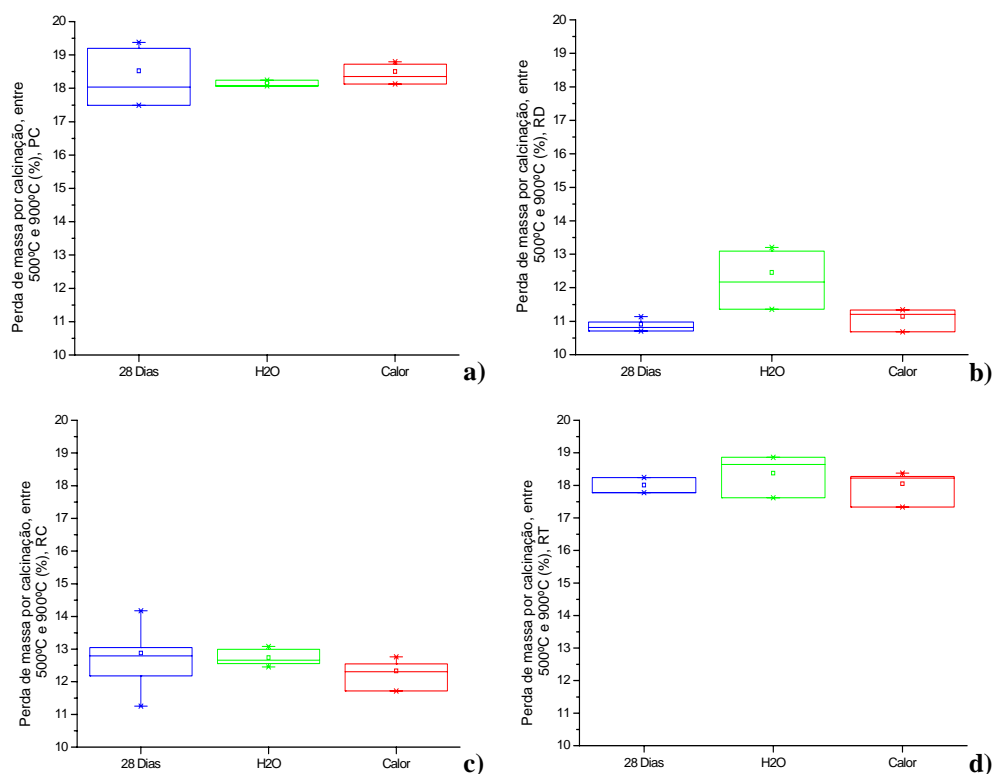 Perda de massa por calcinação, entre
500ºC e 900ºC (%), PC
20
19
18
17
16
15
14
13
12
11
10
28 Dias
H2O
Calor
a)
Perda de massa por calcinação, entre
500ºC e 900ºC (%), RD
20
19
18
17
16
15
14
13
12
11
10
28 Dias
H2O
Calor
b)
Perda de massa por calcinação, entre
500ºC e 900ºC (%), RC
20
19
18
17
16
15
14
13
12
11
10
28 Dias
H2O
Calor
c)
Perda de massa por calcinação, entre
500ºC e 900ºC (%), RT
20
19
18
17
16
15
14
13
12
11
10
28 Dias
H2O
Calor
d)